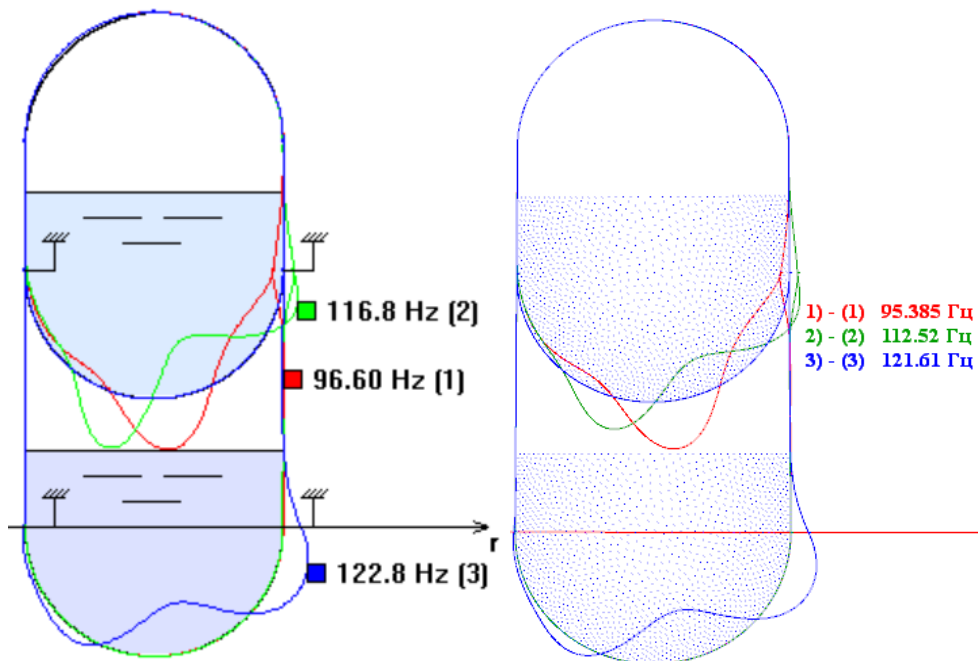 116.8 Hz (2)
96.60 Hz (1)
r
122.8 Hz (3)
1) - (1) 95.385 Гц
2) - (2) 112.52 Гц
3) - (3) 121.61 Гц